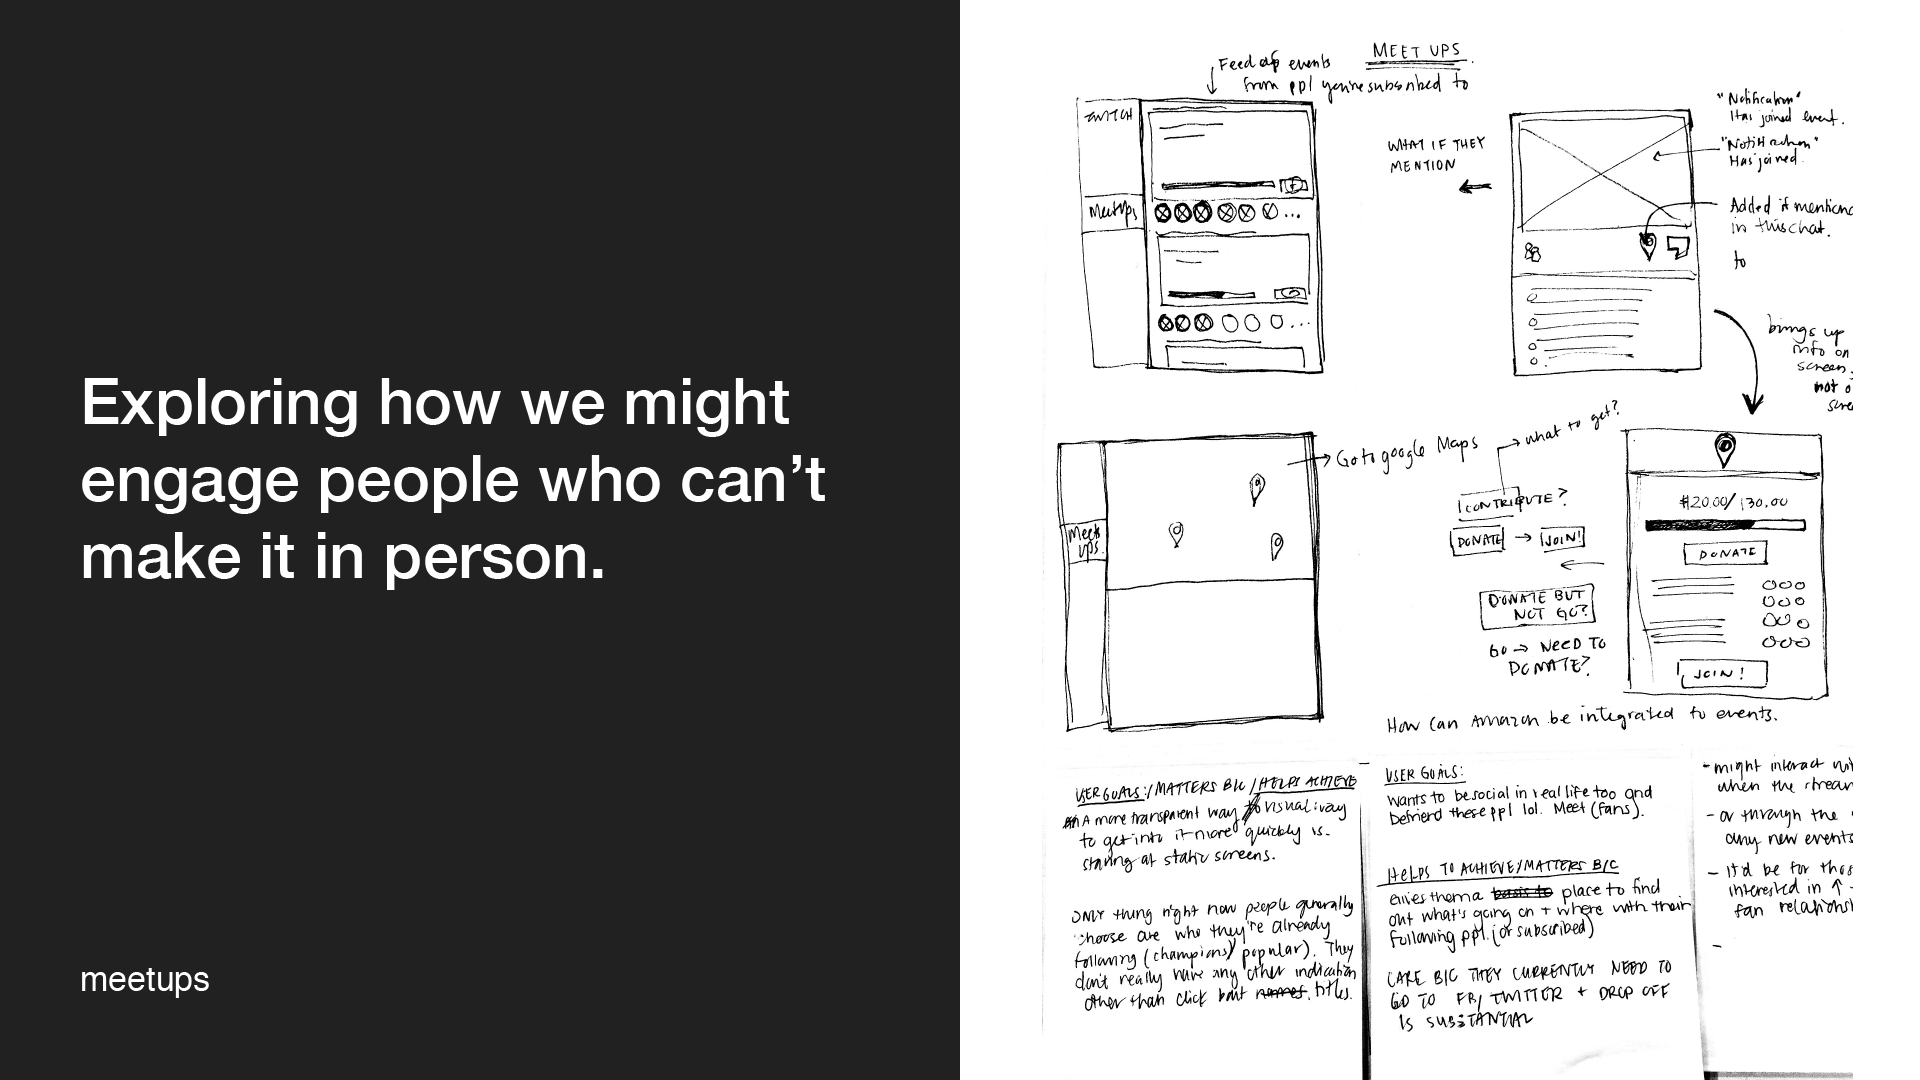 Exploring how we might
engage people who can’t
make it in person.
meetups
MEET UPS
Feed of events
from ppl you're subscribed to
TWITCH
MeetUps
WHAT IF THEY
MENTION
"Notification"
Has joined event.
"Notification"
Has joined.
Added if mentione
in this chat.
to
brings up
info on
screen.
not o
scre
Go to google Maps
Meet
ups.
what to get?
CONTRIBUTE?
DONATE → JOIN!
DONATE BUT
NOT GO?
GO → NEED TO
DONATE?
$120.00/130.00
DONATE
JOIN!
How can Amazon be integrated to events.
USER GOALS:/MATTERS B/C/HELPS ACHIEVE
A more transparent way visual way
to get into it more quickly is.
staring at static screens.
ONLY thing right now people generally
choose are who they're already
following (champions/popular). They
don't really have any other indication
other than click bait names. titles.
USER GOALS:
Wants to be social in real life too and
befriend these ppl lol. Meet (fans).
HELPS TO ACHIEVE/MATTERS B/C
Gives them a basis to place to find
out what's going on + where with their
following ppl. (or subscribed)
CARE B/C THEY CURRENTLY NEED TO
GO TO FB/TWITTER + DROP OFF
IS SUBSTANTIAL
- might interact wi
when the stream
- or through the
any new events
- It'd be for thos
interested in ↑
fan relations
-